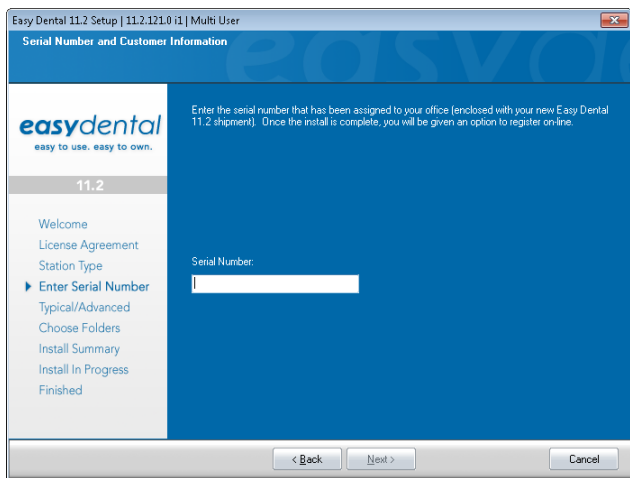 Easy Dental 11.2 Setup | 11.2.121.0 i1 | Multi User
Serial Number and Customer Information
easyd
easydental
easy to use. easy to own.
11.2
Welcome
License Agreement
Station Type
Enter Serial Number
Typical/Advanced
Choose Folders
Install Summary
Install In Progress
Finished
Enter the serial number that has been assigned to your office (enclosed with your new Easy Dental
11.2 shipment).  Once the install is complete, you will be given an option to register on-line.
Serial Number:
< Back
Next >
Cancel